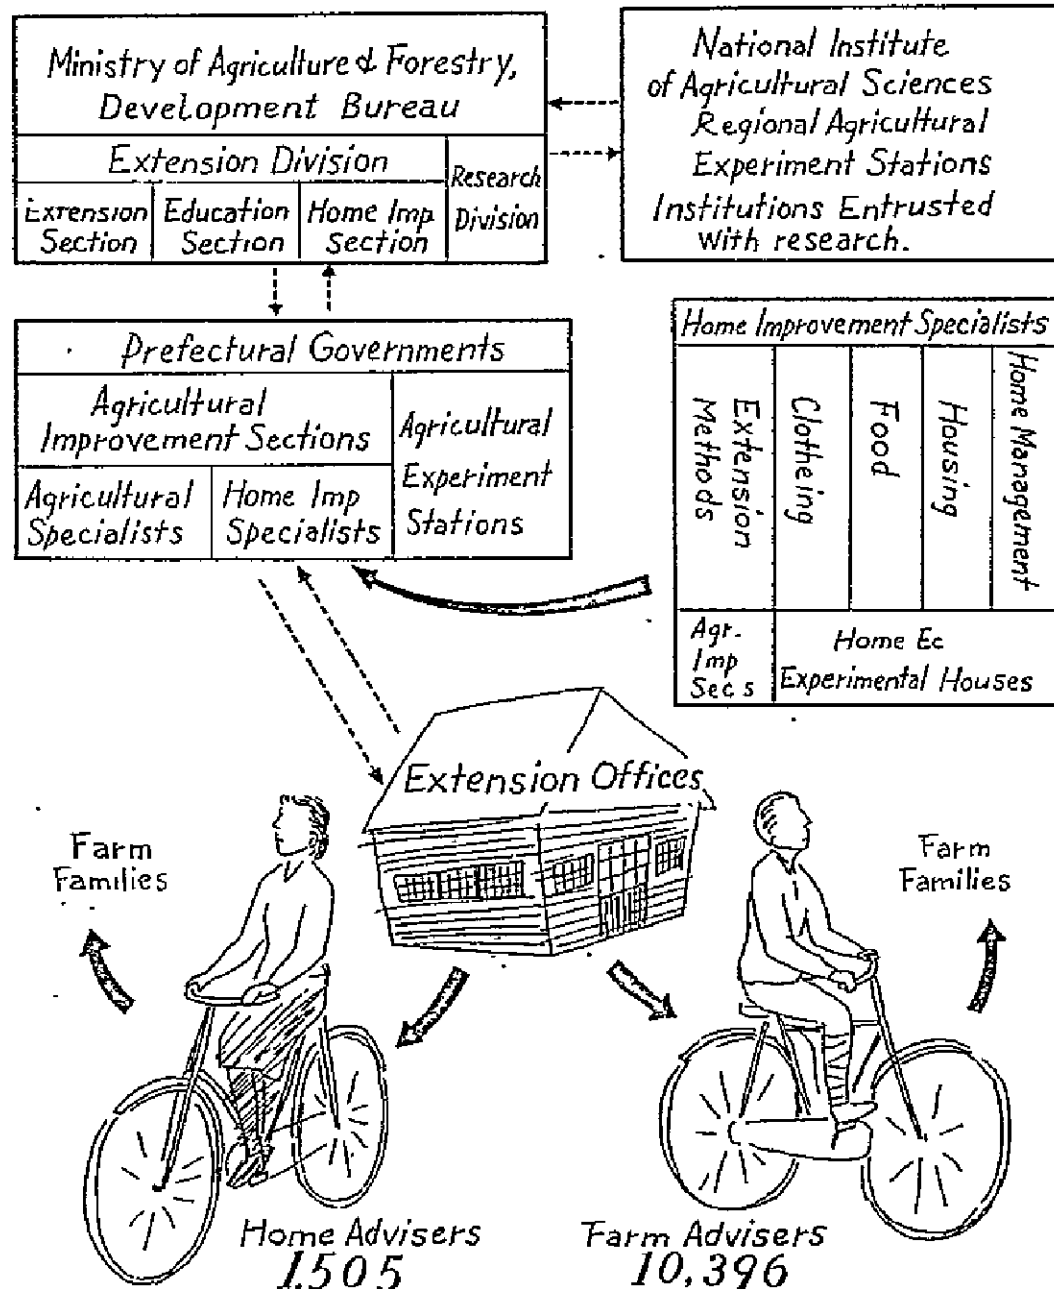 Ministry of Agriculture & Forestry,
Development Bureau
Extension Division
Extension
Section
Education
Section
Home Imp
Section
Research
Division
National Institute
of Agricultural Sciences
Regional Agricultural
Experiment Stations
Institutions Entrusted
with research.
Prefectural Governments
Agricultural
Improvement Sections
Agricultural
Specialists
Home Imp
Specialists
Agricultural
Experiment
Stations
Home Improvement Specialists
Extension
Methods
Clotheing
Food
Housing
Home Management
Agr.
Imp
Secs
Home Ec
Experimental Houses
Extension Offices
Farm
Families
Farm
Families
Home Advisers
1,505
Farm Advisers
10,396